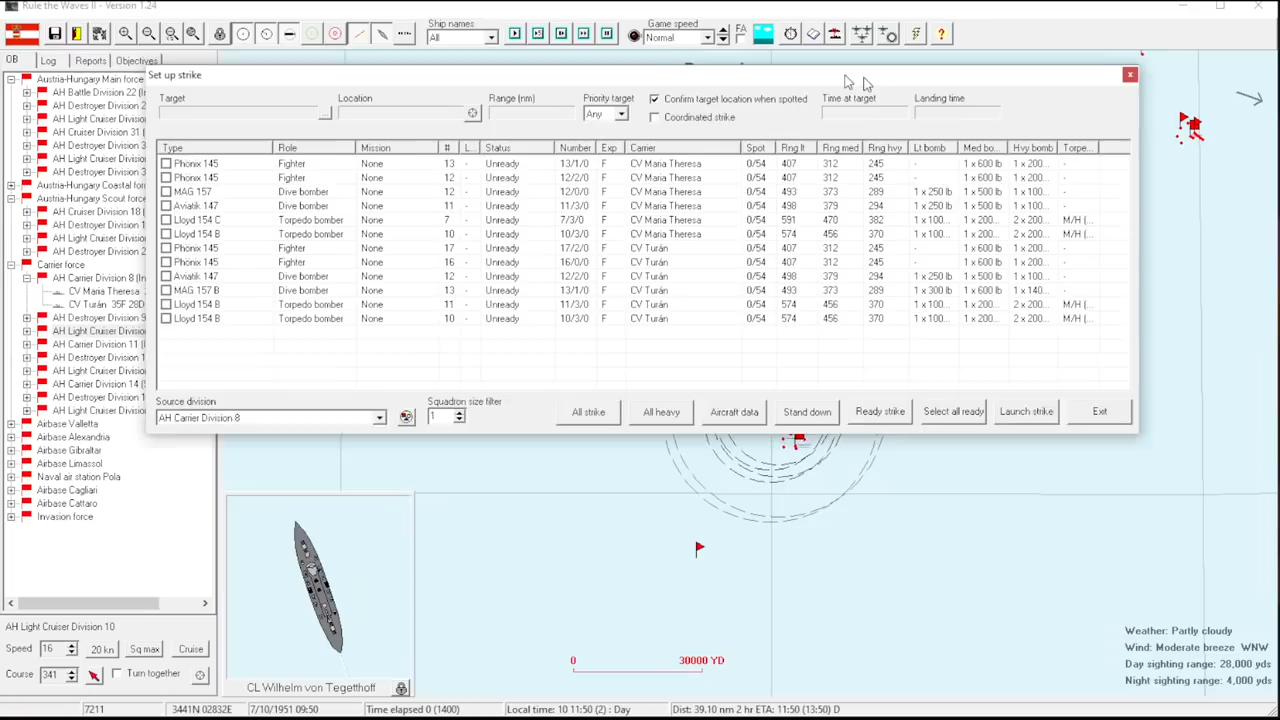 Rule the Waves II - Version 1.24
Ship names
All
Game speed
Normal
FA
OB Log Reports Objectives
Austria-Hungary Main force
AH Battle Division 22
AH Destroyer Division
AH Light Cruiser Division
AH Cruiser Division 31
AH Destroyer Division
AH Destroyer Division
AH Destroyer Division
Austria-Hungary Coastal force
Austria-Hungary Scout force
AH Cruiser Division 18
AH Destroyer Division
AH Light Cruiser Division
AH Destroyer Division
Carrier force
AH Carrier Division 8
CV Maria Theresa
CV Turán 35F 28D
AH Destroyer Division
AH Light Cruiser Division
AH Carrier Division 11
AH Destroyer Division
AH Light Cruiser Division
AH Carrier Division 14
AH Destroyer Division
AH Light Cruiser Division
Airbase Valletta
Airbase Alexandria
Airbase Gibraltar
Airbase Limassol
Naval air station Pola
Airbase Cagliari
Airbase Cattaro
Invasion force
Set up strike
Target Location Range (nm) Priority target Confirm target location when spotted Time at target Landing time
... Any Coordinated strike
Type Role Mission # L... Status Number Exp Carrier Spot Rng lt Rng med Rng hvy Lt bomb Med bo... Hvy bomb Torpe...
Phönix 145 Fighter None 13 - Unready 13/1/0 F CV Maria Theresa 0/54 407 312 245 - 1 x 600 lb 1 x 200... -
Phönix 145 Fighter None 12 - Unready 12/2/0 F CV Maria Theresa 0/54 407 312 245 - 1 x 600 lb 1 x 200... -
MAG 157 Dive bomber None 12 - Unready 12/0/0 F CV Maria Theresa 0/54 493 373 289 1 x 250 lb 1 x 600 lb 1 x 200... -
Aviatik 147 Dive bomber None 11 - Unready 11/3/0 F CV Maria Theresa 0/54 498 379 294 1 x 250 lb 1 x 500 lb 1 x 100... -
Lloyd 154 C Torpedo bomber None 7 - Unready 7/3/0 F CV Maria Theresa 0/54 591 470 382 1 x 100... 1 x 200... 2 x 200... M/H (...
Lloyd 154 B Torpedo bomber None 10 - Unready 10/3/0 F CV Maria Theresa 0/54 574 456 370 1 x 100... 1 x 200... 2 x 200... M/H (...
Phönix 145 Fighter None 17 - Unready 17/2/0 F CV Turán 0/54 407 312 245 - 1 x 600 lb 1 x 200... -
Phönix 145 Fighter None 16 - Unready 16/0/0 F CV Turán 0/54 407 312 245 - 1 x 600 lb 1 x 200... -
Aviatik 147 Dive bomber None 12 - Unready 12/2/0 F CV Turán 0/54 498 379 294 1 x 250 lb 1 x 500 lb 1 x 100... -
MAG 157 B Dive bomber None 13 - Unready 13/1/0 F CV Turán 0/54 493 373 289 1 x 300 lb 1 x 600 lb 1 x 140... -
Lloyd 154 B Torpedo bomber None 11 - Unready 11/3/0 F CV Turán 0/54 574 456 370 1 x 100... 1 x 200... 2 x 200... M/H (...
Lloyd 154 B Torpedo bomber None 10 - Unready 10/3/0 F CV Turán 0/54 574 456 370 1 x 100... 1 x 200... 2 x 200... M/H (...
Source division Squadron size filter
AH Carrier Division 8 1 All strike All heavy Aircraft data Stand down Ready strike Select all ready Launch strike Exit
AH Light Cruiser Division 10
Speed 16 20 kn Sq max Cruise
Course 341 Turn together
CL Wilhelm von Tegetthoff
0 30000 YD
Weather: Partly cloudy
Wind: Moderate breeze WNW
Day sighting range: 28,000 yds
Night sighting range: 4,000 yds
7211 3441N 02832E 7/10/1951 09:50 Time elapsed 0 (1400) Local time: 10 11:50 (2) : Day Dist: 39.10 nm 2 hr ETA: 11:50 (13:50) D